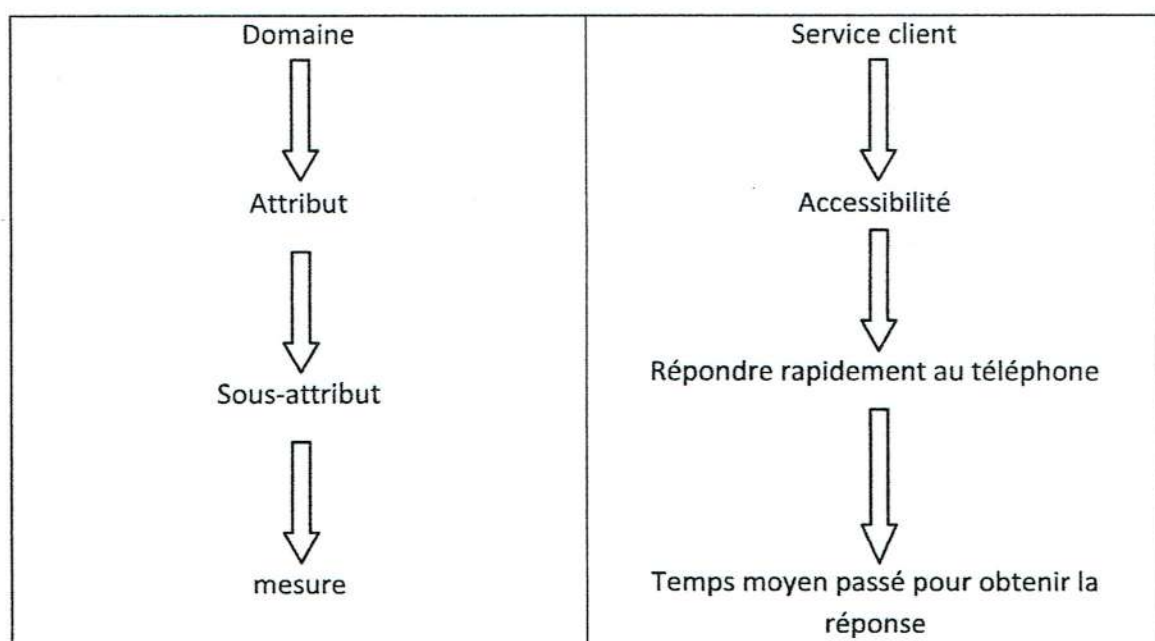 Domaine
Attribut
Sous-attribut
mesure
Service client
Accessibilité
Répondre rapidement au téléphone
Temps moyen passé pour obtenir la
réponse